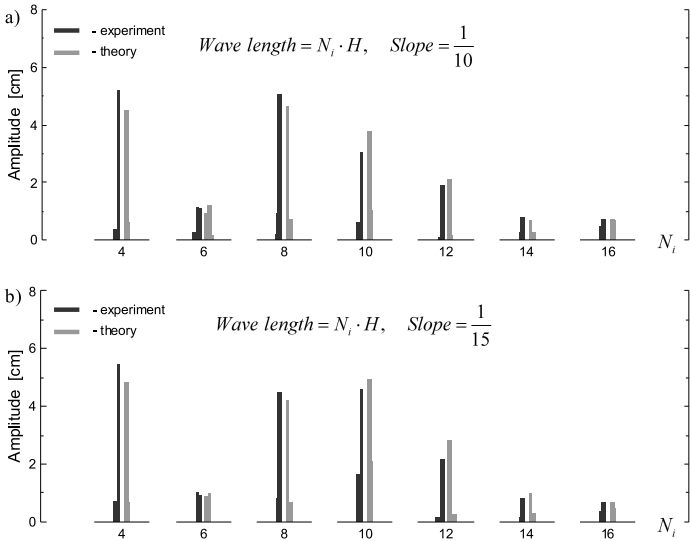 a)
8
- experiment
- theory
Wave length = N_i · H, Slope = 1/10
6
4
2
0
Amplitude [cm]
4 6 8 10 12 14 16 N_i
b)
8
- experiment
- theory
Wave length = N_i · H, Slope = 1/15
6
4
2
0
Amplitude [cm]
4 6 8 10 12 14 16 N_i